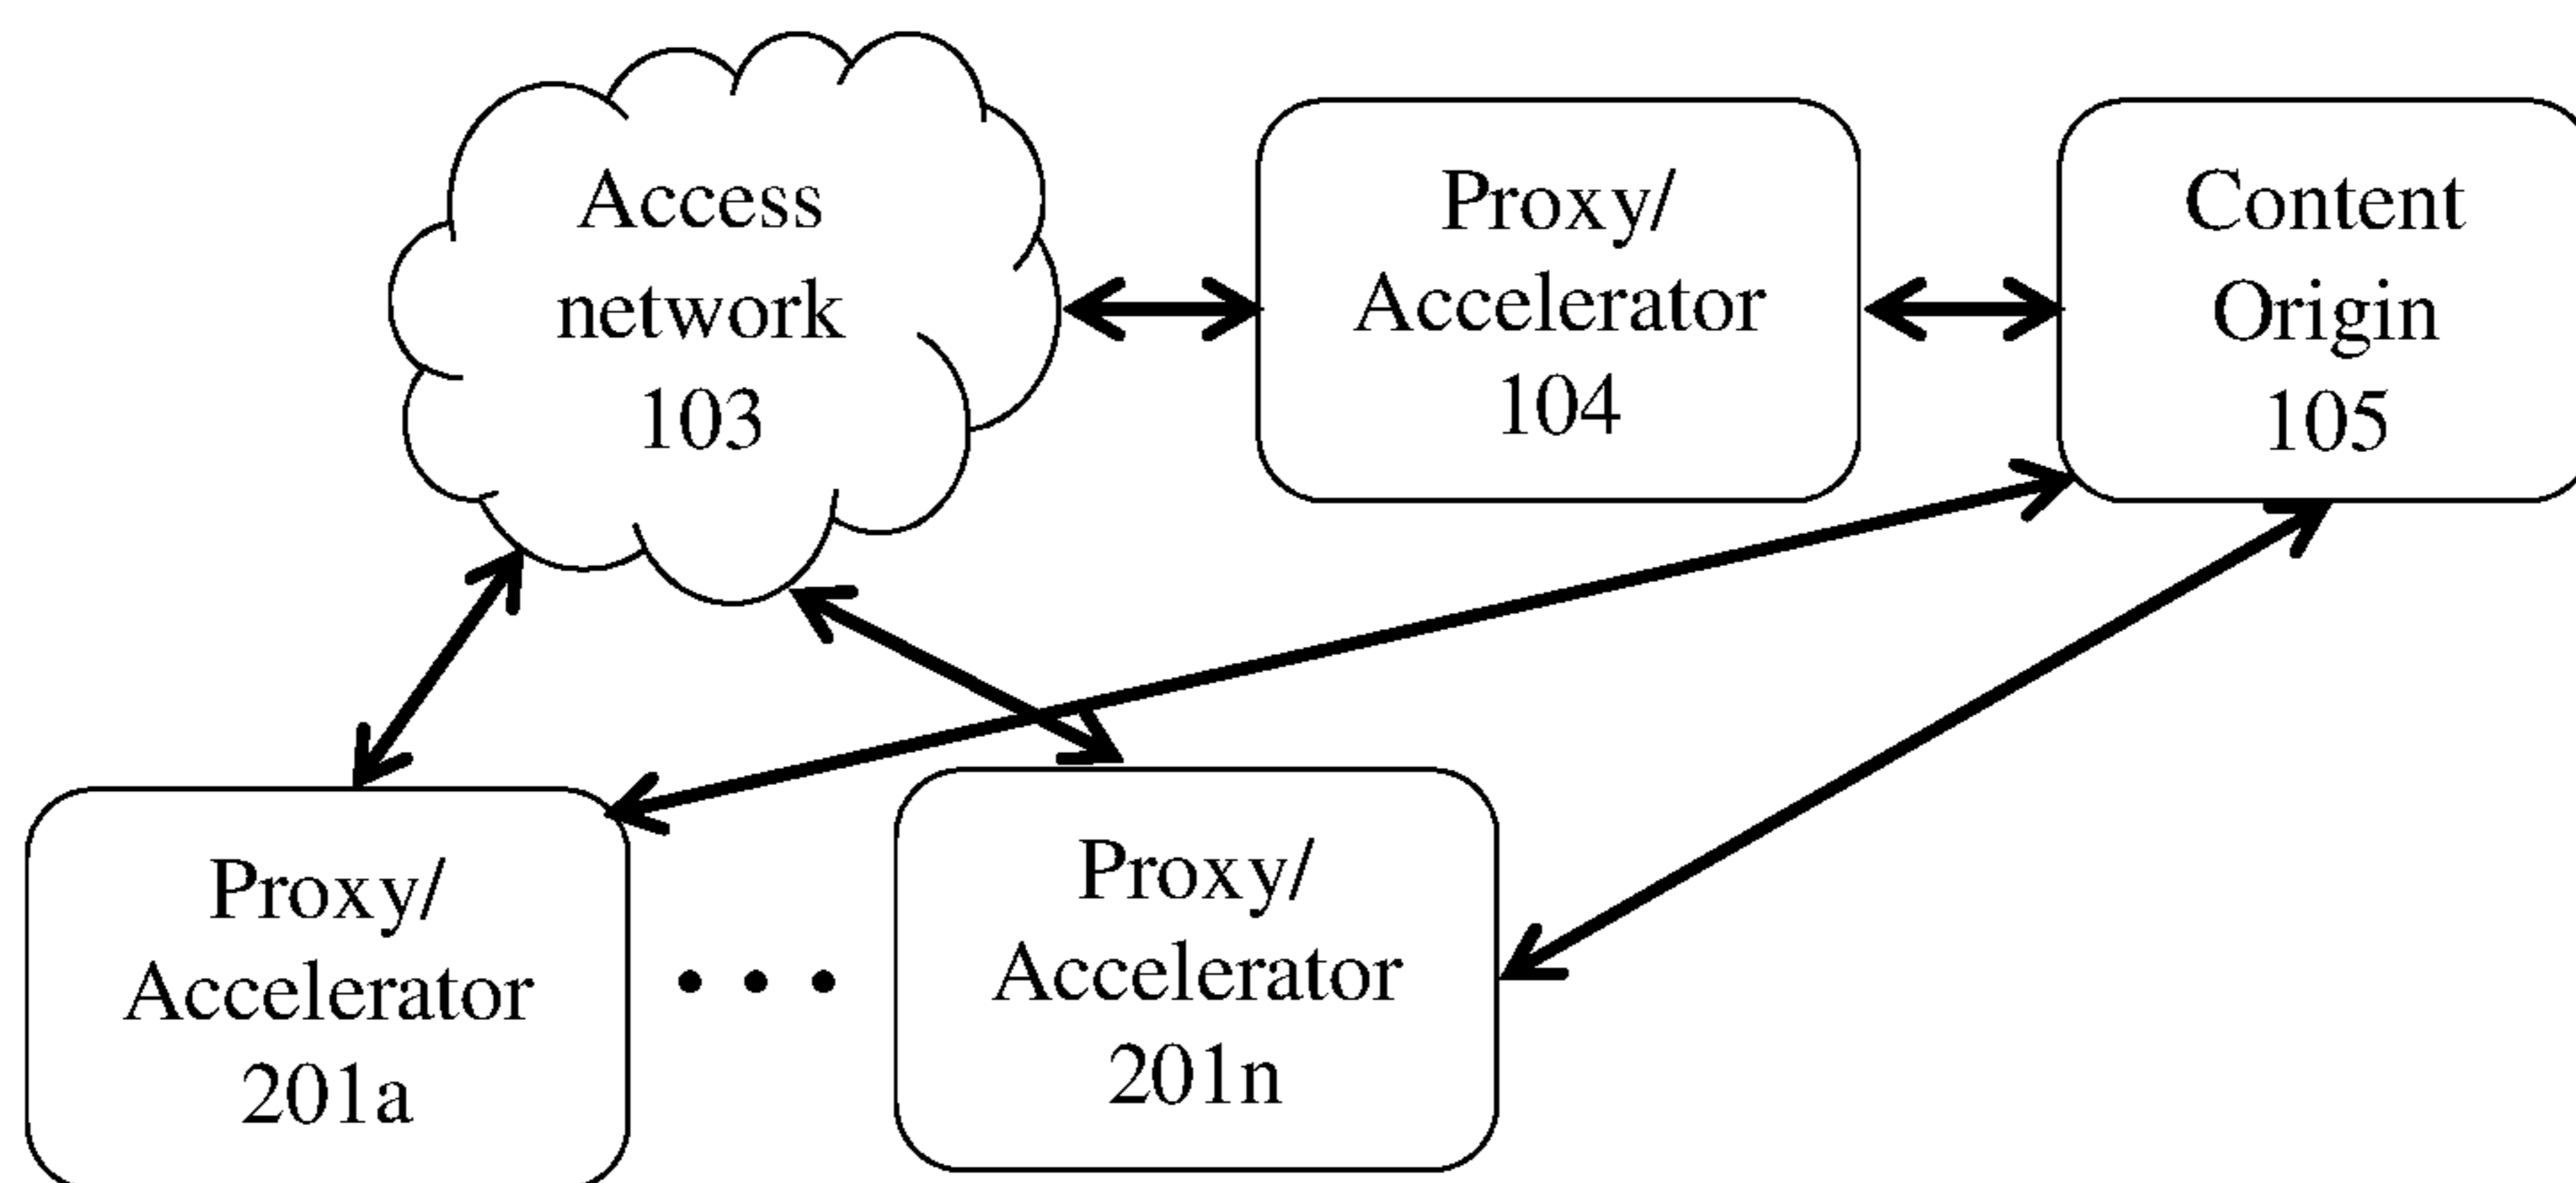 Access
network
103
Proxy/
Accelerator
104
Content
Origin
105
Proxy/
Accelerator
201a
Proxy/
Accelerator
201n